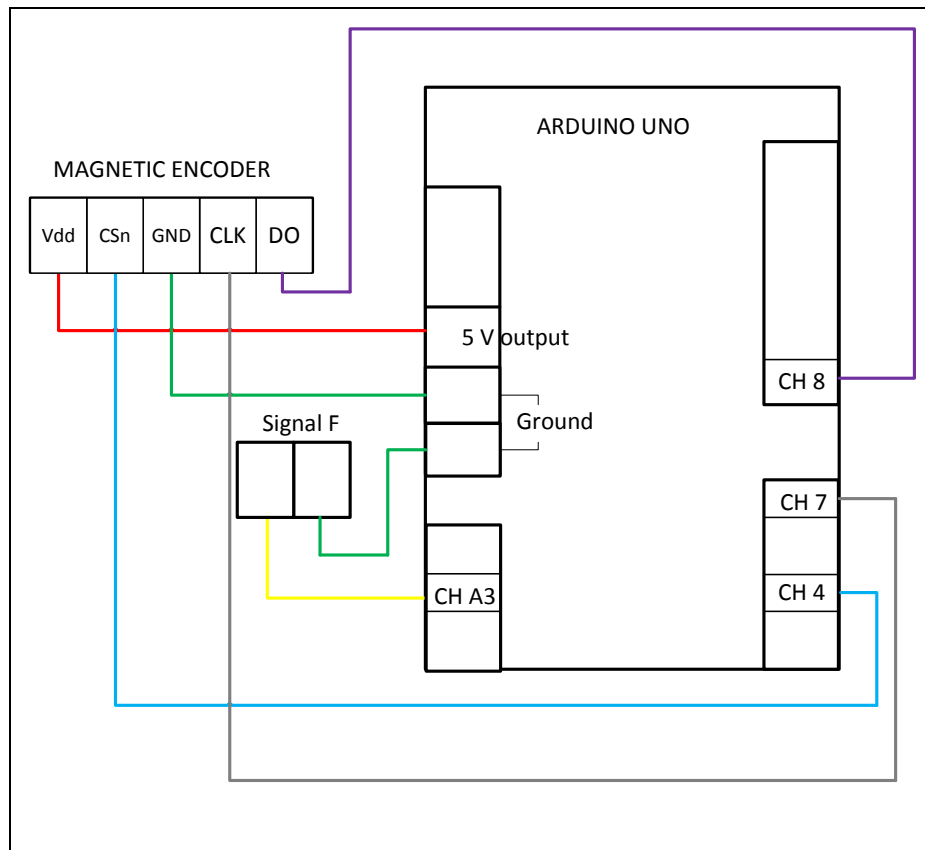 ARDUINO UNO
MAGNETIC ENCODER
Vdd CSn GND CLK DO
5 V output
CH 8
Signal F
Ground
CH 7
CH A3
CH 4